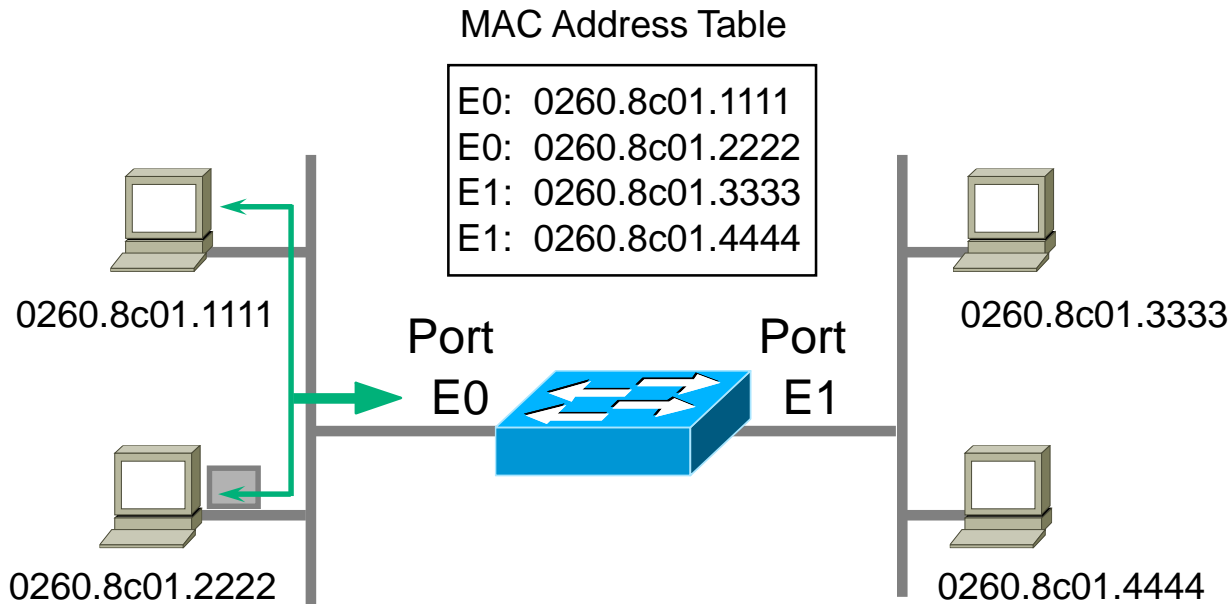 MAC Address Table
E0: 0260.8c01.1111
E0: 0260.8c01.2222
E1: 0260.8c01.3333
E1: 0260.8c01.4444
0260.8c01.1111
0260.8c01.3333
Port
E0
Port
E1
0260.8c01.2222
0260.8c01.4444